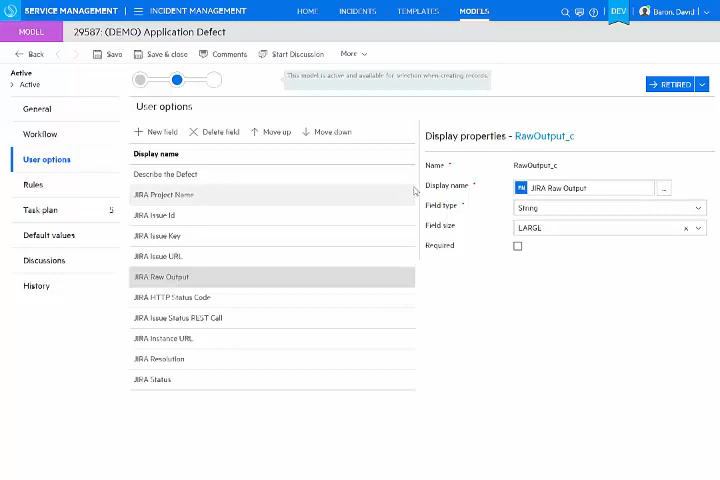 SERVICE MANAGEMENT | INCIDENT MANAGEMENT HOME INCIDENTS TEMPLATES MODELS DEV Baron, David
MODEL 29587: (DEMO) Application Defect
Back Save Save & close Comments Start Discussion More
Active
Active
This model is active and available for selection when creating records.
RETIRED
General
Workflow
User options
Rules
Task plan 5
Default values
Discussions
History
User options
New field Delete field Move up Move down
Display name
Describe the Defect
JIRA Project Name
JIRA Issue Id
JIRA Issue Key
JIRA Issue URL
JIRA Raw Output
JIRA HTTP Status Code
JIRA Issue Status REST Call
JIRA Instance URL
JIRA Resolution
JIRA Status
Display properties - RawOutput_c
Name * RawOutput_c
Display name * EN JIRA Raw Output ...
Field type * String
Field size LARGE x
Required